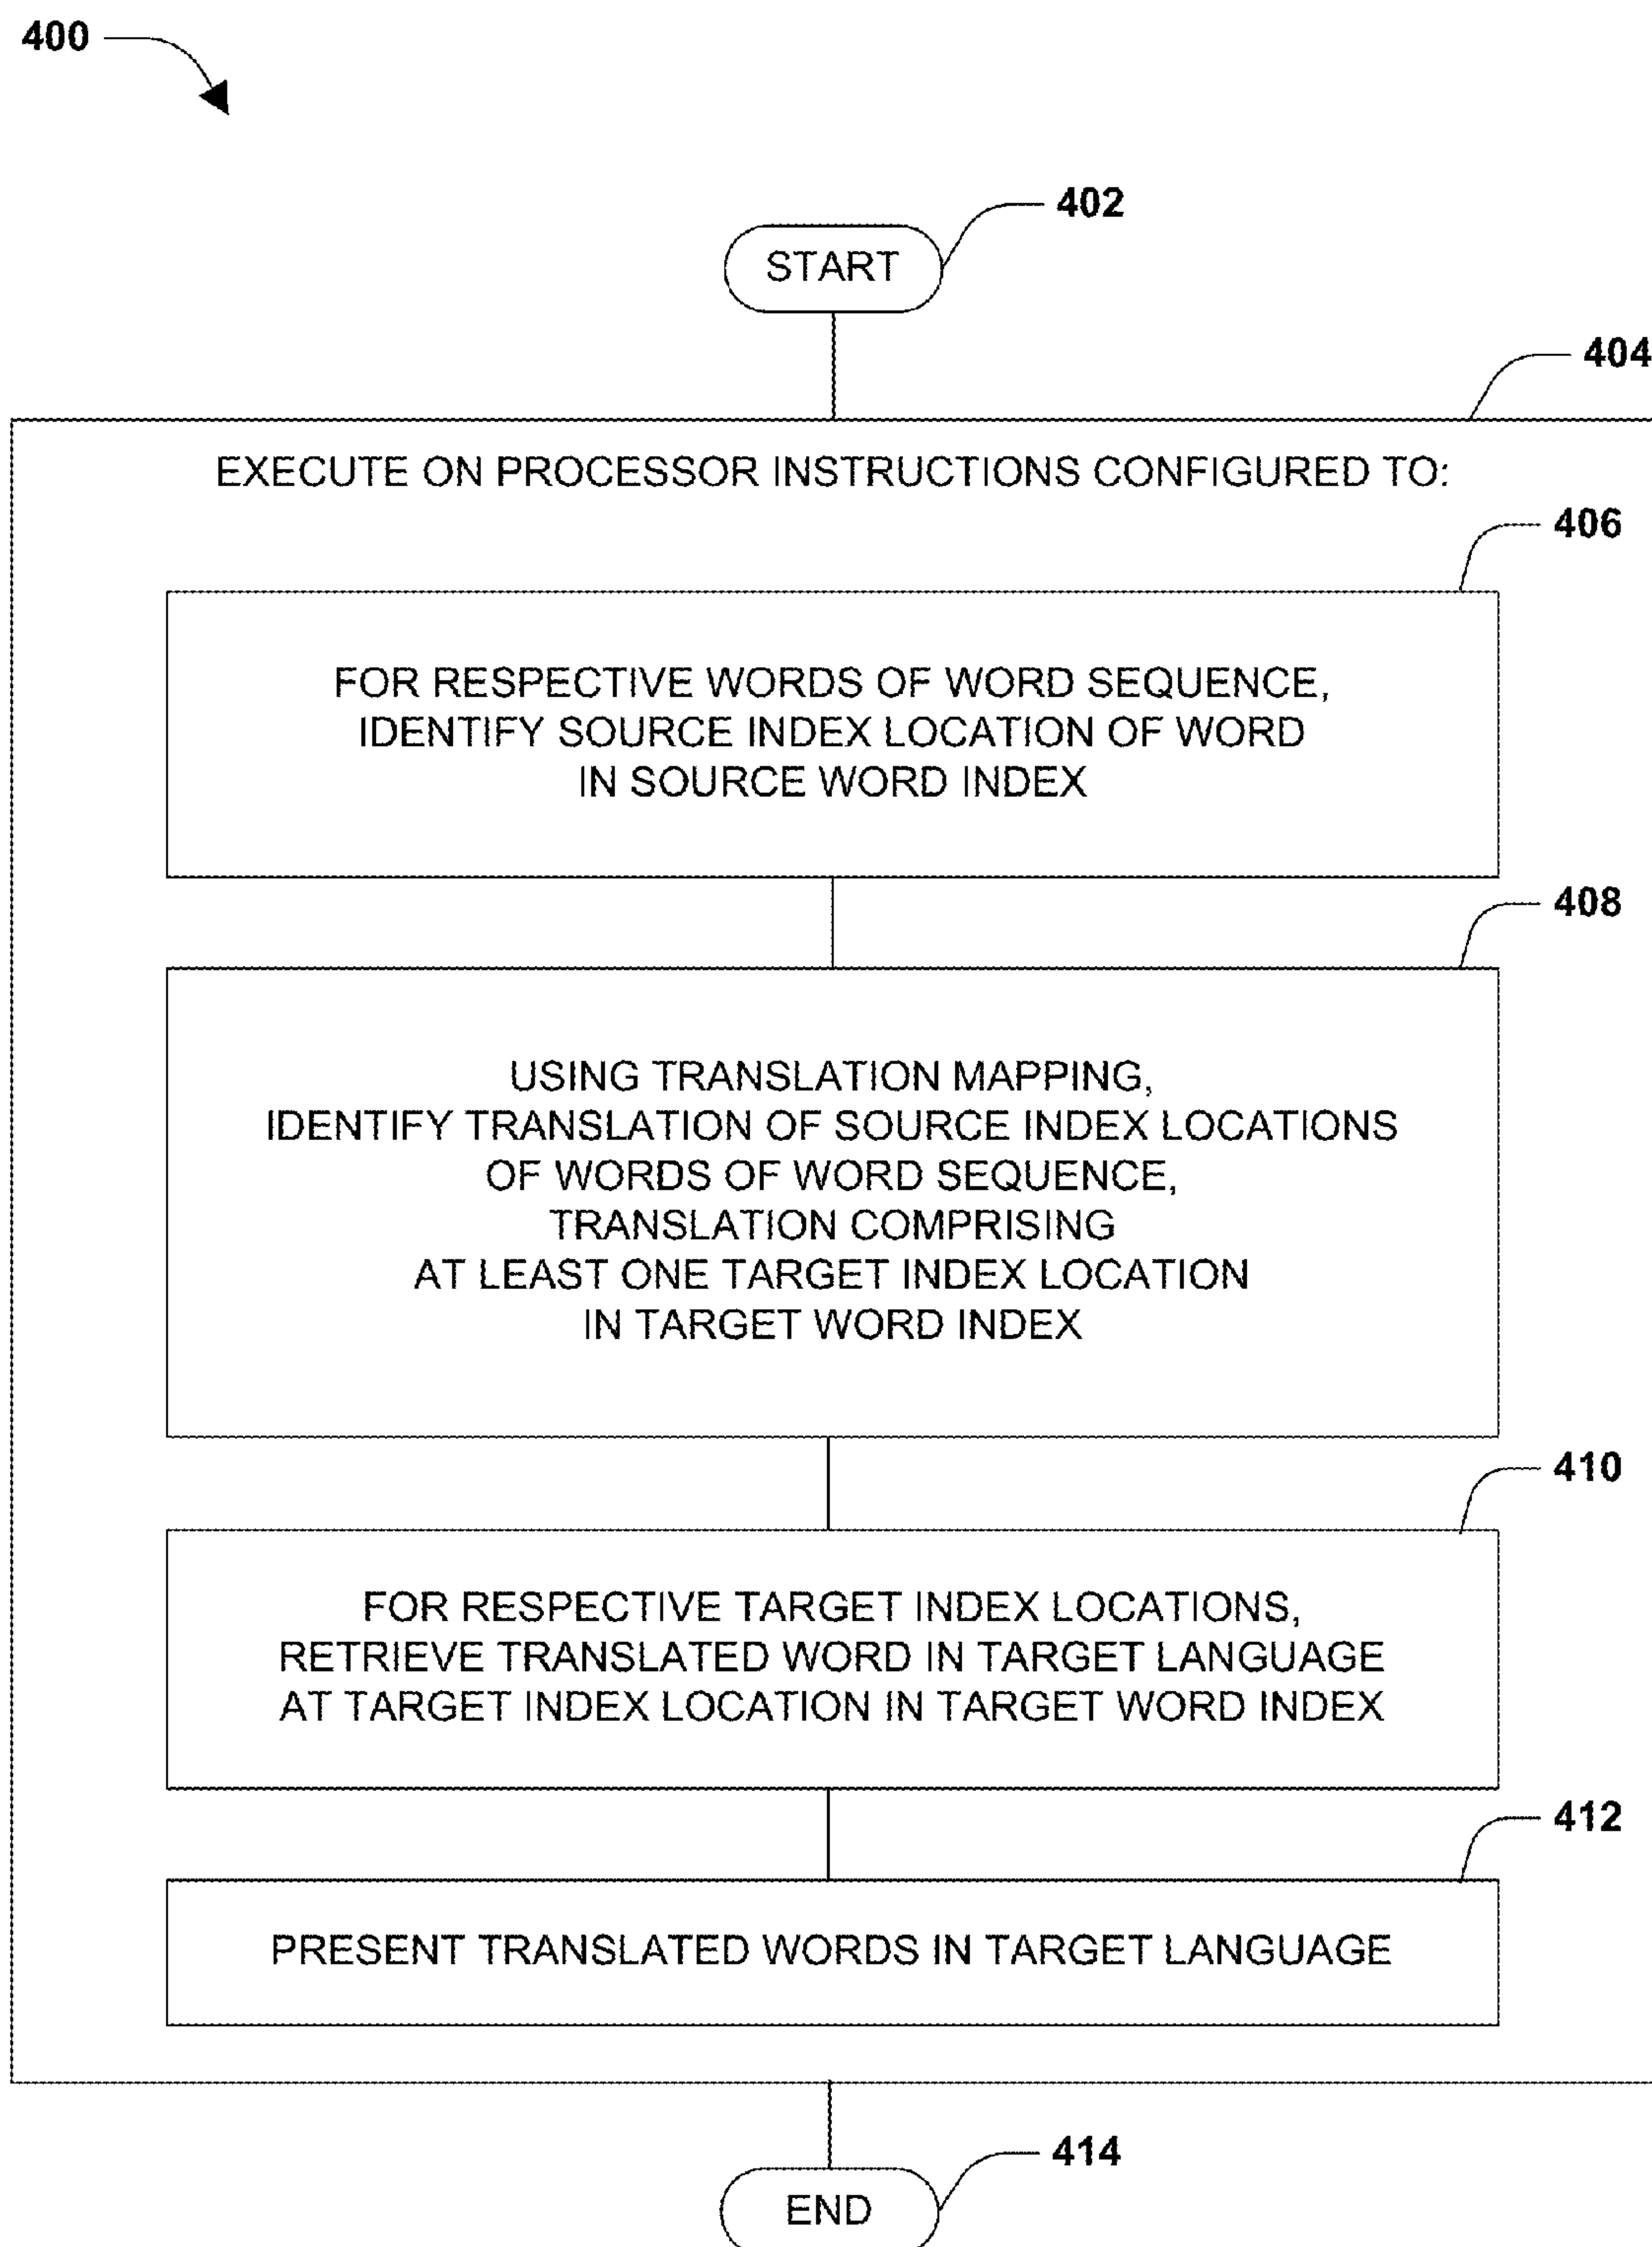 400
402
START
404
EXECUTE ON PROCESSOR INSTRUCTIONS CONFIGURED TO:
406
FOR RESPECTIVE WORDS OF WORD SEQUENCE,
IDENTIFY SOURCE INDEX LOCATION OF WORD
IN SOURCE WORD INDEX
408
USING TRANSLATION MAPPING,
IDENTIFY TRANSLATION OF SOURCE INDEX LOCATIONS
OF WORDS OF WORD SEQUENCE,
TRANSLATION COMPRISING
AT LEAST ONE TARGET INDEX LOCATION
IN TARGET WORD INDEX
410
FOR RESPECTIVE TARGET INDEX LOCATIONS,
RETRIEVE TRANSLATED WORD IN TARGET LANGUAGE
AT TARGET INDEX LOCATION IN TARGET WORD INDEX
412
PRESENT TRANSLATED WORDS IN TARGET LANGUAGE
414
END